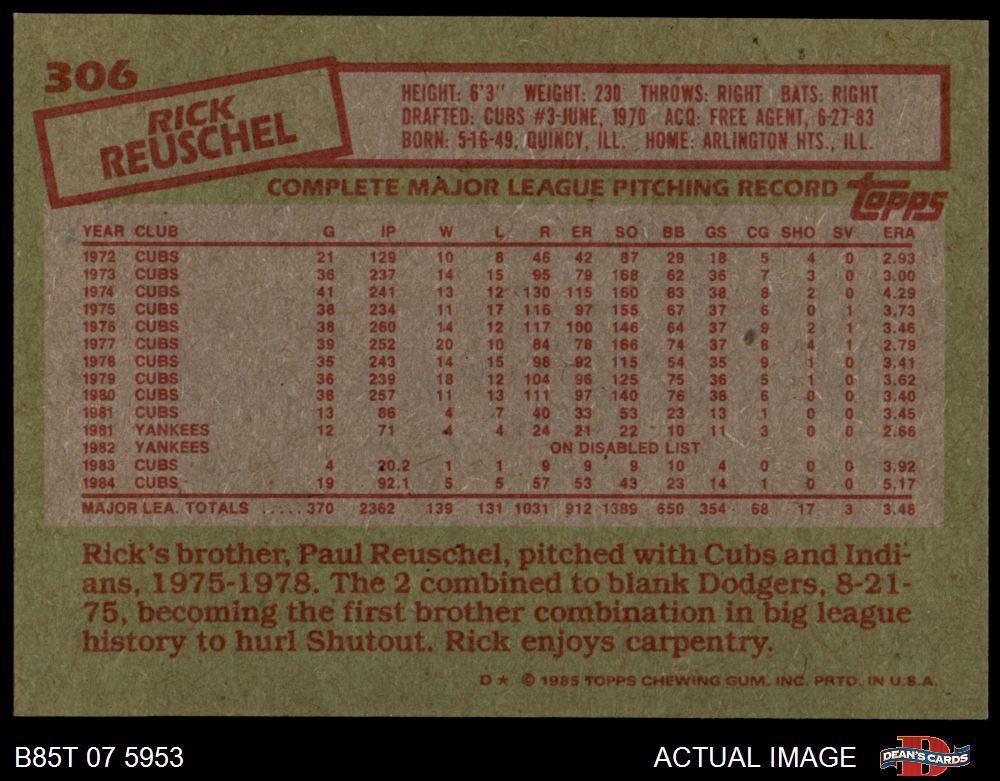 306
RICK
REUSCHEL
HEIGHT: 6'3" WEIGHT: 230 THROWS: RIGHT BATS: RIGHT
DRAFTED: CUBS #3-JUNE, 1970 ACQ: FREE AGENT, 6-27-83
BORN: 5-16-49, QUINCY, ILL. HOME: ARLINGTON HTS., ILL.
COMPLETE MAJOR LEAGUE PITCHING RECORD topps
YEAR CLUB G IP W L R ER SO BB GS CG SHO SV ERA
1972 CUBS 21 129 10 8 46 42 87 29 18 5 4 0 2.93
1973 CUBS 36 237 14 15 95 79 168 62 36 7 3 0 3.00
1974 CUBS 41 241 13 12 130 115 160 83 38 8 2 0 4.29
1975 CUBS 38 234 11 17 116 97 155 67 37 6 0 1 3.73
1976 CUBS 38 260 14 12 117 100 146 64 37 9 2 1 3.46
1977 CUBS 39 252 20 10 84 78 166 74 37 8 4 1 2.79
1978 CUBS 35 243 14 15 98 92 115 54 35 9 1 0 3.41
1979 CUBS 36 239 18 12 104 96 125 75 36 5 1 0 3.62
1980 CUBS 38 257 11 13 111 97 140 76 38 6 0 0 3.40
1981 CUBS 13 86 4 7 40 33 53 23 13 1 0 0 3.45
1981 YANKEES 12 71 4 4 24 21 22 10 11 3 0 0 2.66
1982 YANKEES ON DISABLED LIST
1983 CUBS 4 20.2 1 1 9 9 9 10 4 0 0 0 3.92
1984 CUBS 19 92.1 5 5 57 53 43 23 14 1 0 0 5.17
MAJOR LEA. TOTALS ..... 370 2362 139 131 1031 912 1389 650 354 68 17 3 3.48
Rick's brother, Paul Reuschel, pitched with Cubs and Indi-
ans, 1975-1978. The 2 combined to blank Dodgers, 8-21-
75, becoming the first brother combination in big league
history to hurl Shutout. Rick enjoys carpentry.
D* © 1985 TOPPS CHEWING GUM, INC. PRTD. IN U.S.A.
B85T 07 5953 ACTUAL IMAGE DEAN'S CARDS